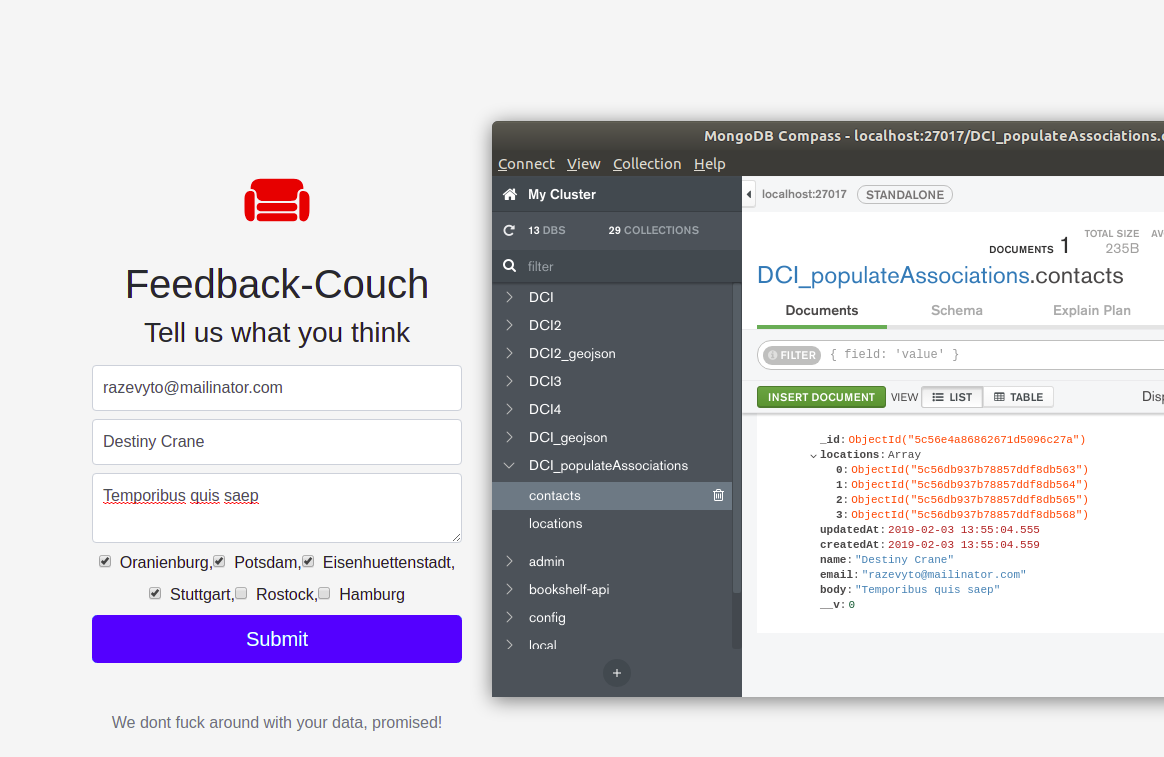 Feedback-Couch
Tell us what you think
razevyto@mailinator.com
Destiny Crane
Temporibus quis saep
Oranienburg, Potsdam, Eisenhuettenstadt,
Stuttgart, Rostock, Hamburg
Submit
We dont fuck around with your data, promised!
MongoDB Compass - localhost:27017/DCI_populateAssociations.c
Connect View Collection Help
My Cluster
13 DBS 29 COLLECTIONS
filter
DCI
DCI2
DCI2_geojson
DCI3
DCI4
DCI_geojson
DCI_populateAssociations
contacts
locations
admin
bookshelf-api
config
local
+
localhost:27017 STANDALONE
DOCUMENTS 1 TOTAL SIZE 235B AV
DCI_populateAssociations.contacts
Documents Schema Explain Plan
FILTER { field: 'value' }
INSERT DOCUMENT VIEW LIST TABLE Disp
_id: ObjectId("5c56e4a86862671d5096c27a")
locations: Array
0: ObjectId("5c56db937b78857ddf8db563")
1: ObjectId("5c56db937b78857ddf8db564")
2: ObjectId("5c56db937b78857ddf8db565")
3: ObjectId("5c56db937b78857ddf8db568")
updatedAt: 2019-02-03 13:55:04.555
createdAt: 2019-02-03 13:55:04.559
name: "Destiny Crane"
email: "razevyto@mailinator.com"
body: "Temporibus quis saep"
__v: 0